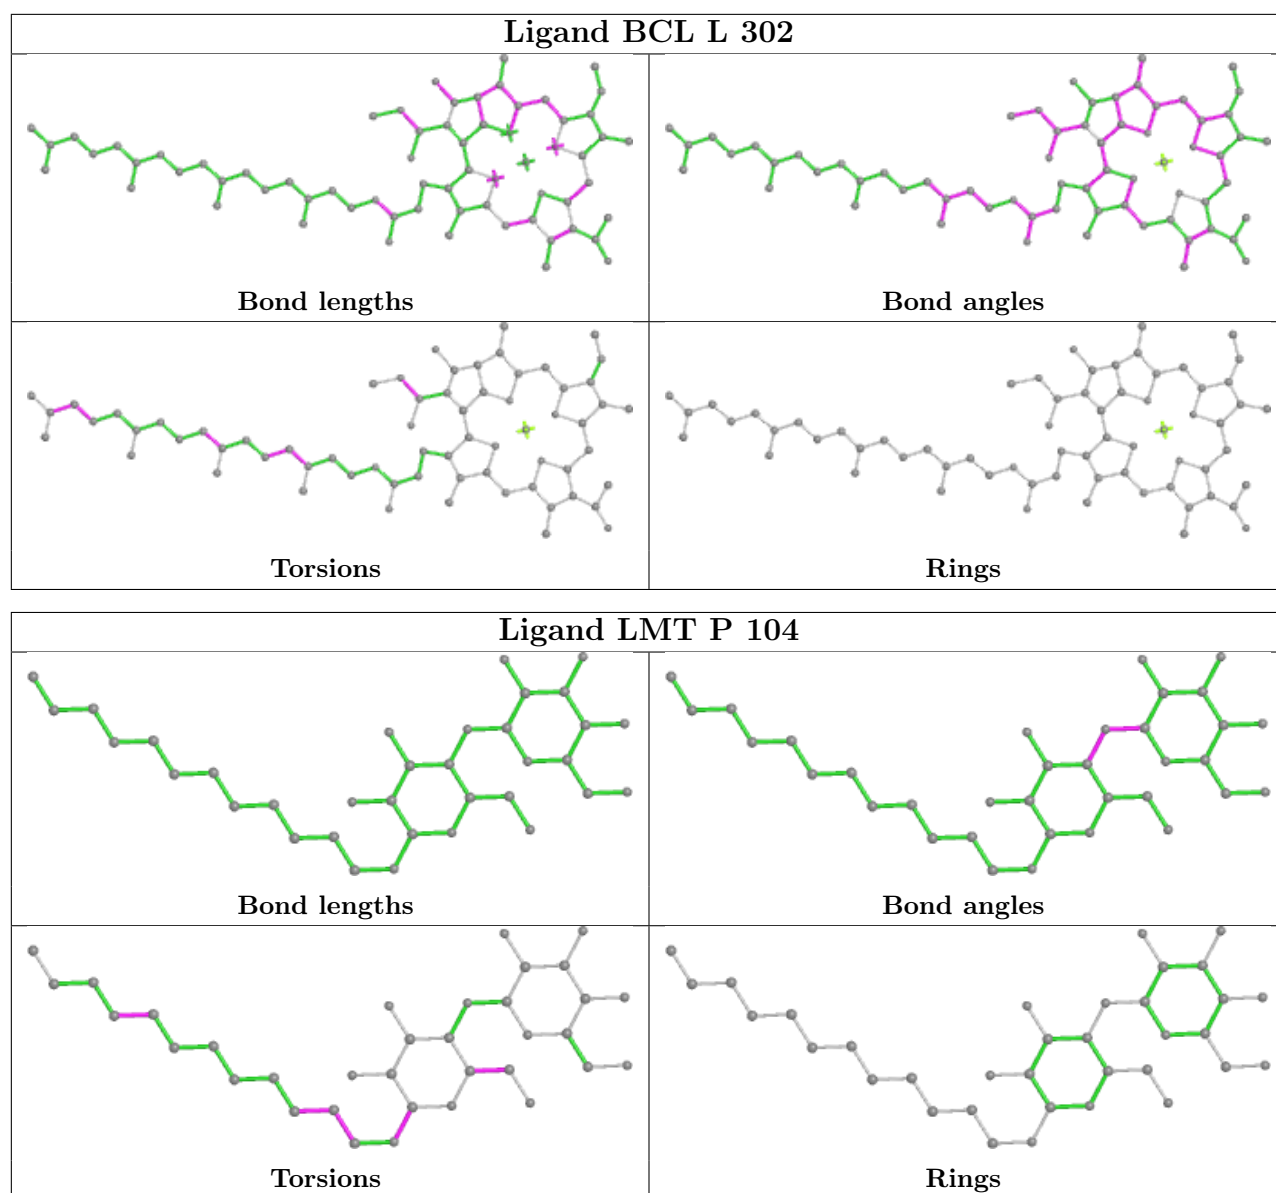 Ligand BCL L 302
Bond lengths
Bond angles
Torsions
Rings
Ligand LMT P 104
Bond lengths
Bond angles
Torsions
Rings